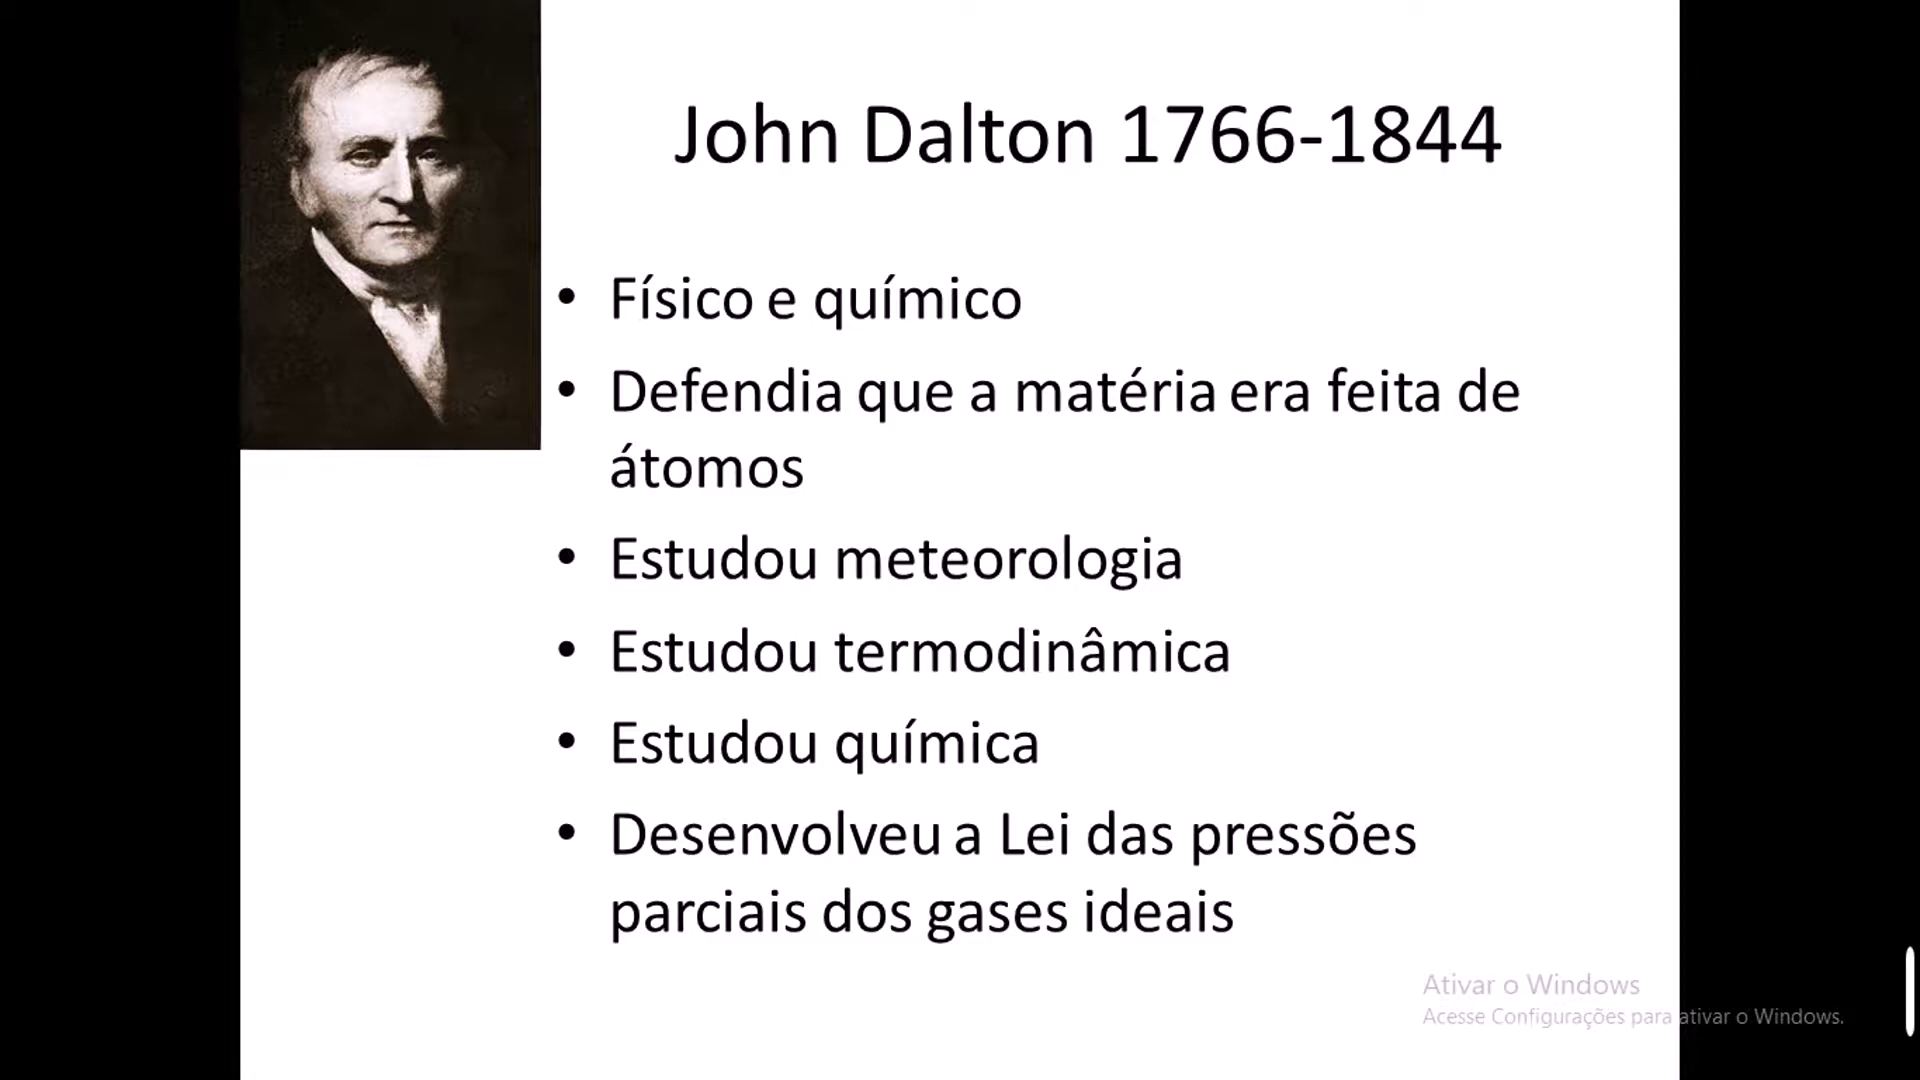 John Dalton 1766-1844
• Físico e químico
• Defendia que a matéria era feita de
átomos
• Estudou meteorologia
• Estudou termodinâmica
• Estudou química
• Desenvolveu a Lei das pressões
parciais dos gases ideais
Ativar o Windows
Acesse Configurações para ativar o Windows.